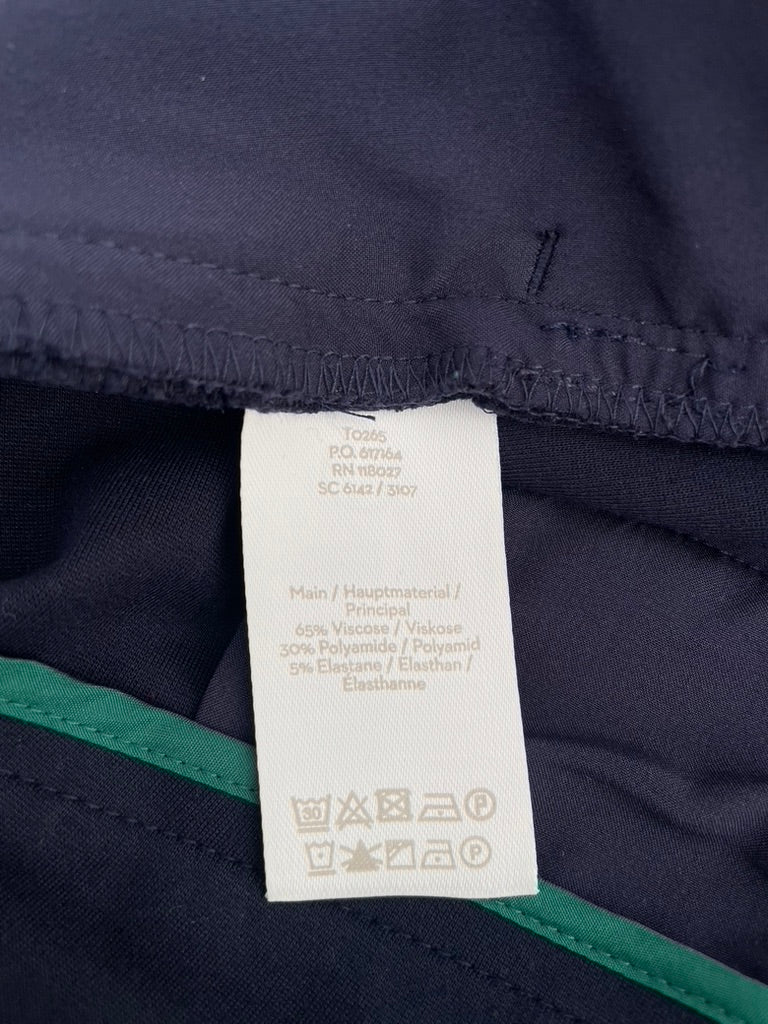 T0265
P.O. 617164
RN 118027
SC 6142 / 3107
Main / Hauptmaterial /
Principal
65% Viscose / Viskose
30% Polyamide / Polyamid
5% Elastane / Elasthan /
Élasthanne
30 P
P